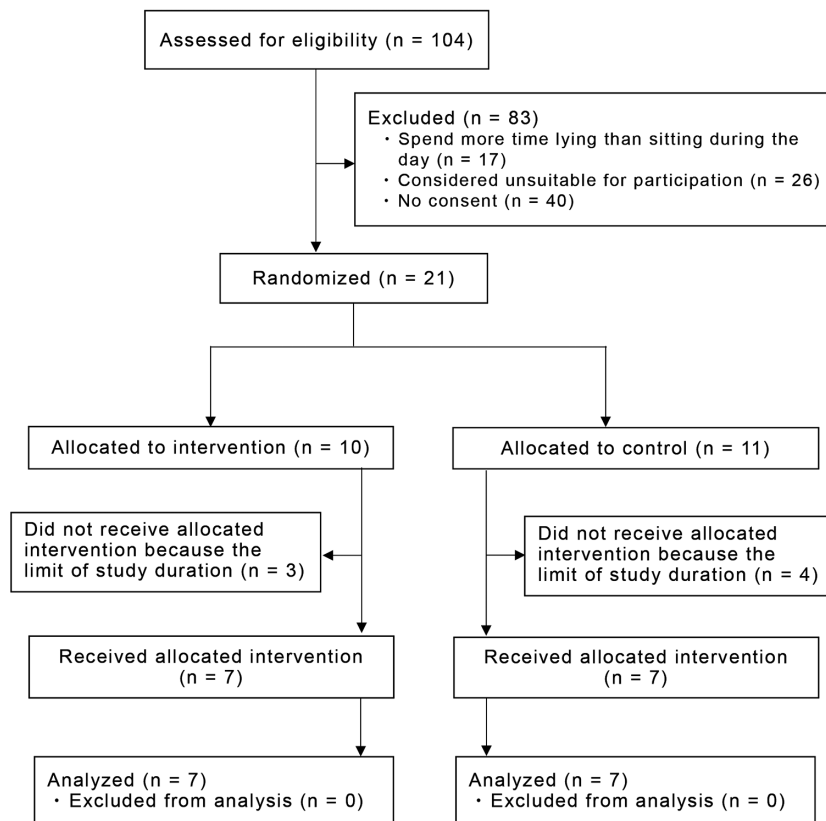 Assessed for eligibility (n = 104)
Excluded (n = 83)
・Spend more time lying than sitting during the
day (n = 17)
・Considered unsuitable for participation (n = 26)
・No consent (n = 40)
Randomized (n = 21)
Allocated to intervention (n = 10)
Allocated to control (n = 11)
Did not receive allocated
intervention because the
limit of study duration (n = 3)
Did not receive allocated
intervention because the
limit of study duration (n = 4)
Received allocated intervention
(n = 7)
Received allocated intervention
(n = 7)
Analyzed (n = 7)
・Excluded from analysis (n = 0)
Analyzed (n = 7)
・Excluded from analysis (n = 0)